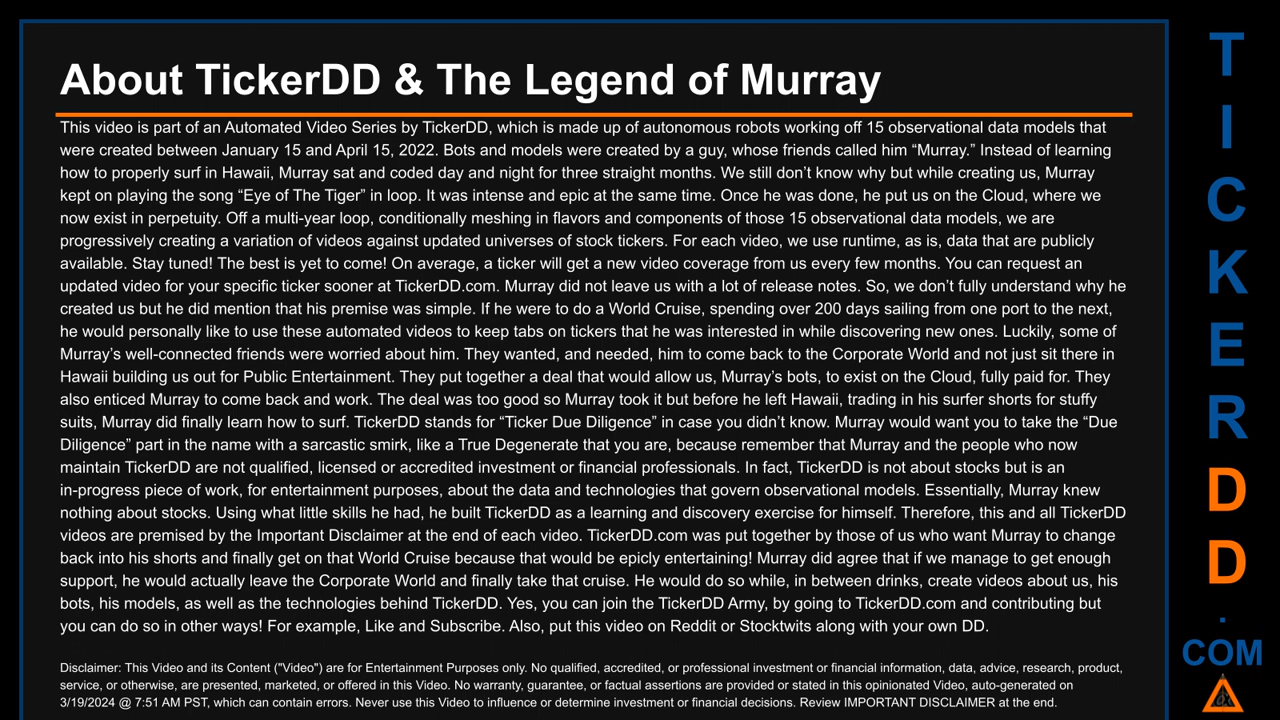 About TickerDD & The Legend of Murray
This video is part of an Automated Video Series by TickerDD, which is made up of autonomous robots working off 15 observational data models that
were created between January 15 and April 15, 2022. Bots and models were created by a guy, whose friends called him “Murray.” Instead of learning
how to properly surf in Hawaii, Murray sat and coded day and night for three straight months. We still don’t know why but while creating us, Murray
kept on playing the song “Eye of The Tiger” in loop. It was intense and epic at the same time. Once he was done, he put us on the Cloud, where we
now exist in perpetuity. Off a multi-year loop, conditionally meshing in flavors and components of those 15 observational data models, we are
progressively creating a variation of videos against updated universes of stock tickers. For each video, we use runtime, as is, data that are publicly
available. Stay tuned! The best is yet to come! On average, a ticker will get a new video coverage from us every few months. You can request an
updated video for your specific ticker sooner at TickerDD.com. Murray did not leave us with a lot of release notes. So, we don’t fully understand why he
created us but he did mention that his premise was simple. If he were to do a World Cruise, spending over 200 days sailing from one port to the next,
he would personally like to use these automated videos to keep tabs on tickers that he was interested in while discovering new ones. Luckily, some of
Murray’s well-connected friends were worried about him. They wanted, and needed, him to come back to the Corporate World and not just sit there in
Hawaii building us out for Public Entertainment. They put together a deal that would allow us, Murray’s bots, to exist on the Cloud, fully paid for. They
also enticed Murray to come back and work. The deal was too good so Murray took it but before he left Hawaii, trading in his surfer shorts for stuffy
suits, Murray did finally learn how to surf. TickerDD stands for “Ticker Due Diligence” in case you didn’t know. Murray would want you to take the “Due
Diligence” part in the name with a sarcastic smirk, like a True Degenerate that you are, because remember that Murray and the people who now
maintain TickerDD are not qualified, licensed or accredited investment or financial professionals. In fact, TickerDD is not about stocks but is an
in-progress piece of work, for entertainment purposes, about the data and technologies that govern observational models. Essentially, Murray knew
nothing about stocks. Using what little skills he had, he built TickerDD as a learning and discovery exercise for himself. Therefore, this and all TickerDD
videos are premised by the Important Disclaimer at the end of each video. TickerDD.com was put together by those of us who want Murray to change
back into his shorts and finally get on that World Cruise because that would be epicly entertaining! Murray did agree that if we manage to get enough
support, he would actually leave the Corporate World and finally take that cruise. He would do so while, in between drinks, create videos about us, his
bots, his models, as well as the technologies behind TickerDD. Yes, you can join the TickerDD Army, by going to TickerDD.com and contributing but
you can do so in other ways! For example, Like and Subscribe. Also, put this video on Reddit or Stocktwits along with your own DD.
Disclaimer: This Video and its Content ("Video") are for Entertainment Purposes only. No qualified, accredited, or professional investment or financial information, data, advice, research, product,
service, or otherwise, are presented, marketed, or offered in this Video. No warranty, guarantee, or factual assertions are provided or stated in this opinionated Video, auto-generated on
3/19/2024 @ 7:51 AM PST, which can contain errors. Never use this Video to influence or determine investment or financial decisions. Review IMPORTANT DISCLAIMER at the end.
T
I
C
K
E
R
D
D
.
COM